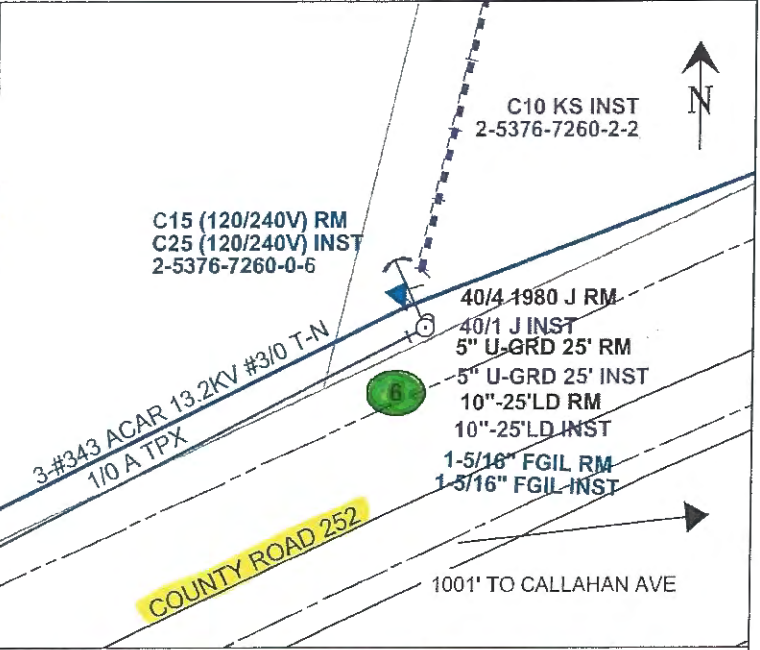 C10 KS INST
2-5376-7260-2-2
N
C15 (120/240V) RM
C25 (120/240V) INST
2-5376-7260-0-6
40/4 1980 J RM
40/1 J INST
5" U-GRD 25' RM
5" U-GRD 25' INST
10"-25'LD RM
10"-25'LD INST
1-5/16" FGIL RM
1-5/16" FGIL INST
6
3-#343 ACAR 13.2KV #3/0 T-N
1/0 A TPX
COUNTY ROAD 252
1001' TO CALLAHAN AVE